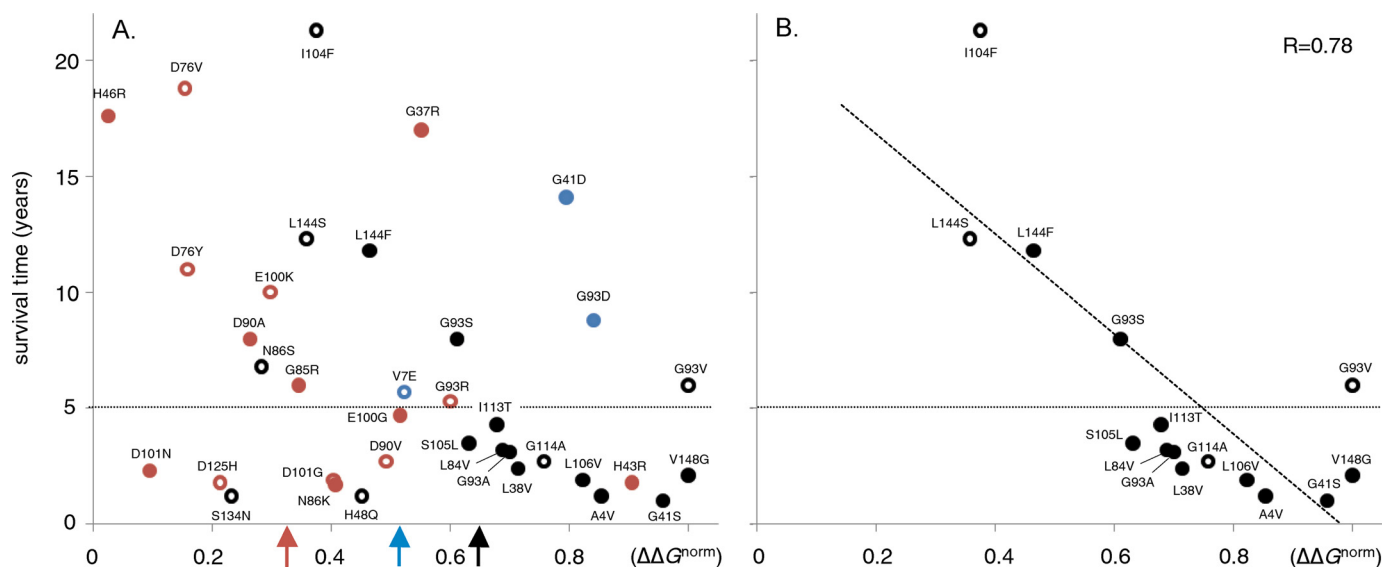 A.
20
15
10
5
0
survival time (years)
I104F
D76V
H46R
G37R
G41D
L144S
L144F
D76Y
E100K
G93D
D90A
G93S
N86S
G85R
V7E
G93R
G93V
E100G
I113T
S105L
D90V
D101N
L84V
G114A
D125H
D101G
G93A
L38V
L106V
H43R
V148G
N86K
S134N
H48Q
A4V
G41S
0 0.2 0.4 0.6 0.8 (ΔΔGnorm)
B.
R=0.78
I104F
L144S
L144F
G93S
G93V
I113T
S105L
L84V
G114A
G93A
L38V
L106V
V148G
G41S
A4V
0 0.2 0.4 0.6 0.8 (ΔΔGnorm)